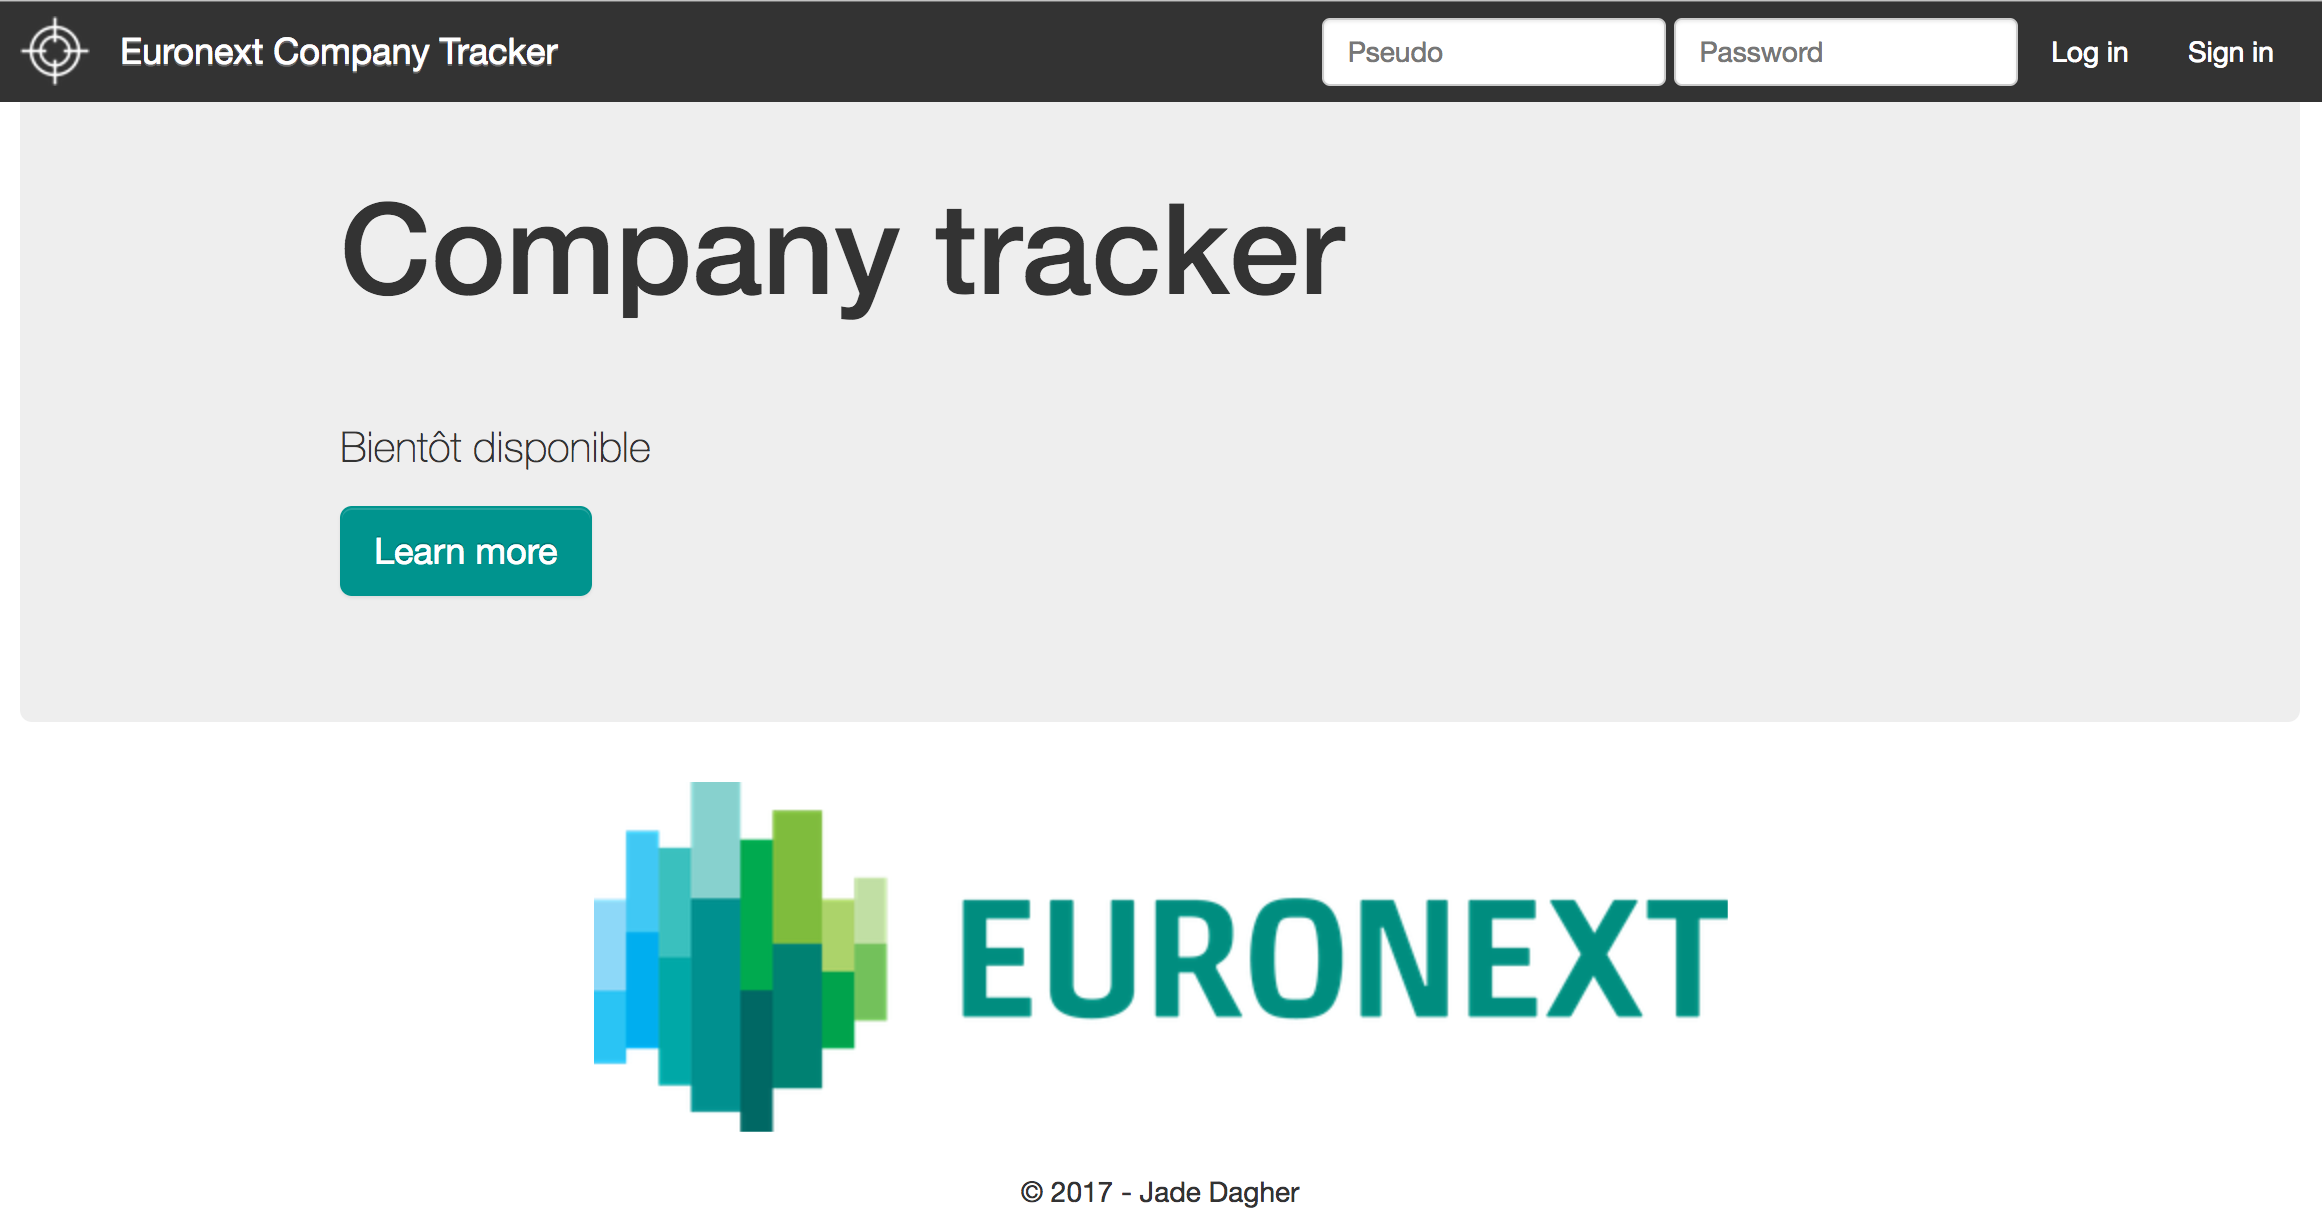 Euronext Company Tracker Pseudo Password Log in Sign in
Company tracker
Bientôt disponible
Learn more
EURONEXT
© 2017 - Jade Dagher